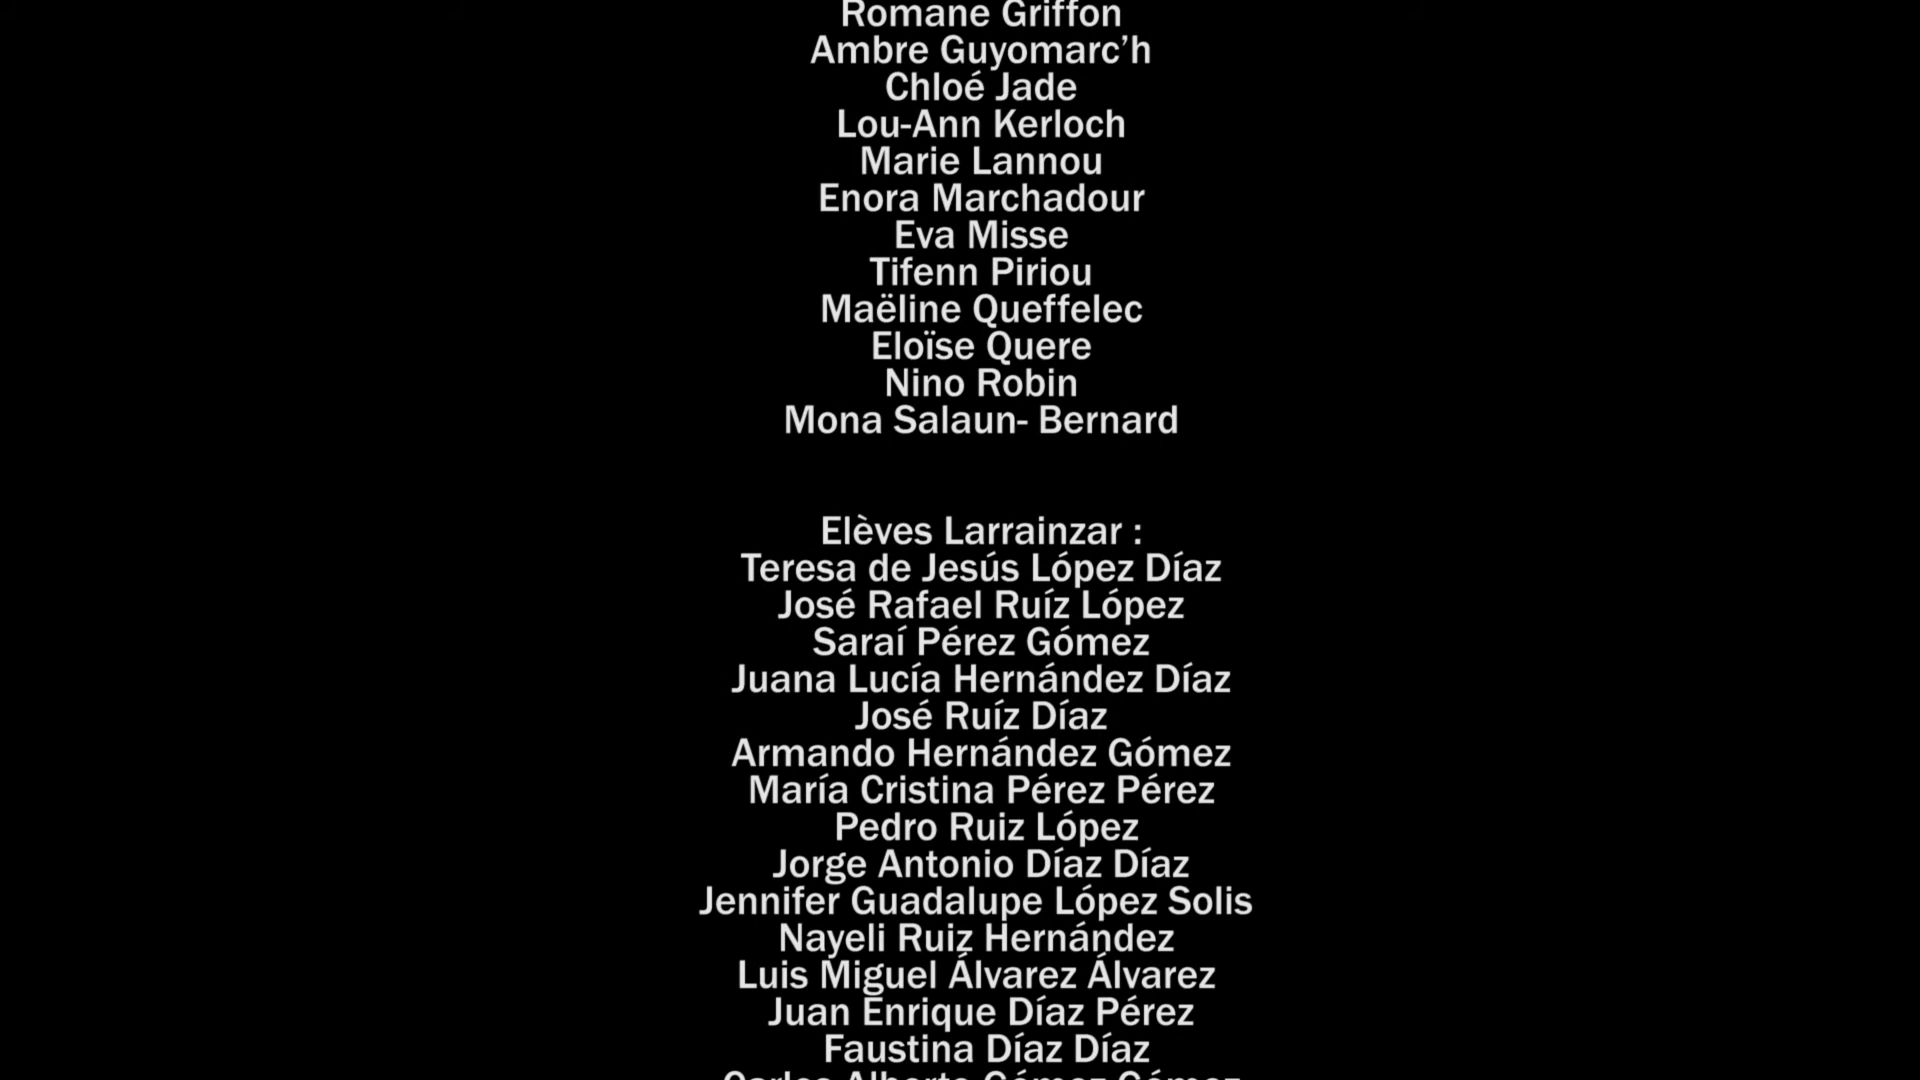 Romane Griffon
Ambre Guyomarc’h
Chloé Jade
Lou-Ann Kerloch
Marie Lannou
Enora Marchadour
Eva Misse
Tifenn Piriou
Maëline Queffelec
Eloïse Quere
Nino Robin
Mona Salaun- Bernard
Elèves Larrainzar :
Teresa de Jesús López Díaz
José Rafael Ruíz López
Saraí Pérez Gómez
Juana Lucía Hernández Díaz
José Ruíz Díaz
Armando Hernández Gómez
María Cristina Pérez Pérez
Pedro Ruiz López
Jorge Antonio Díaz Díaz
Jennifer Guadalupe López Solis
Nayeli Ruiz Hernández
Luis Miguel Álvarez Álvarez
Juan Enrique Díaz Pérez
Faustina Díaz Díaz
Carlos Alberto Gómez Gómez